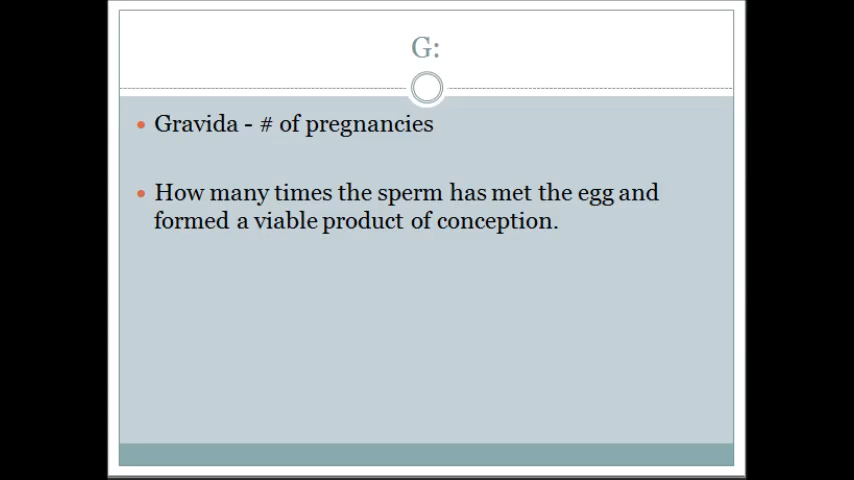 G:
Gravida - # of pregnancies
How many times the sperm has met the egg and
formed a viable product of conception.